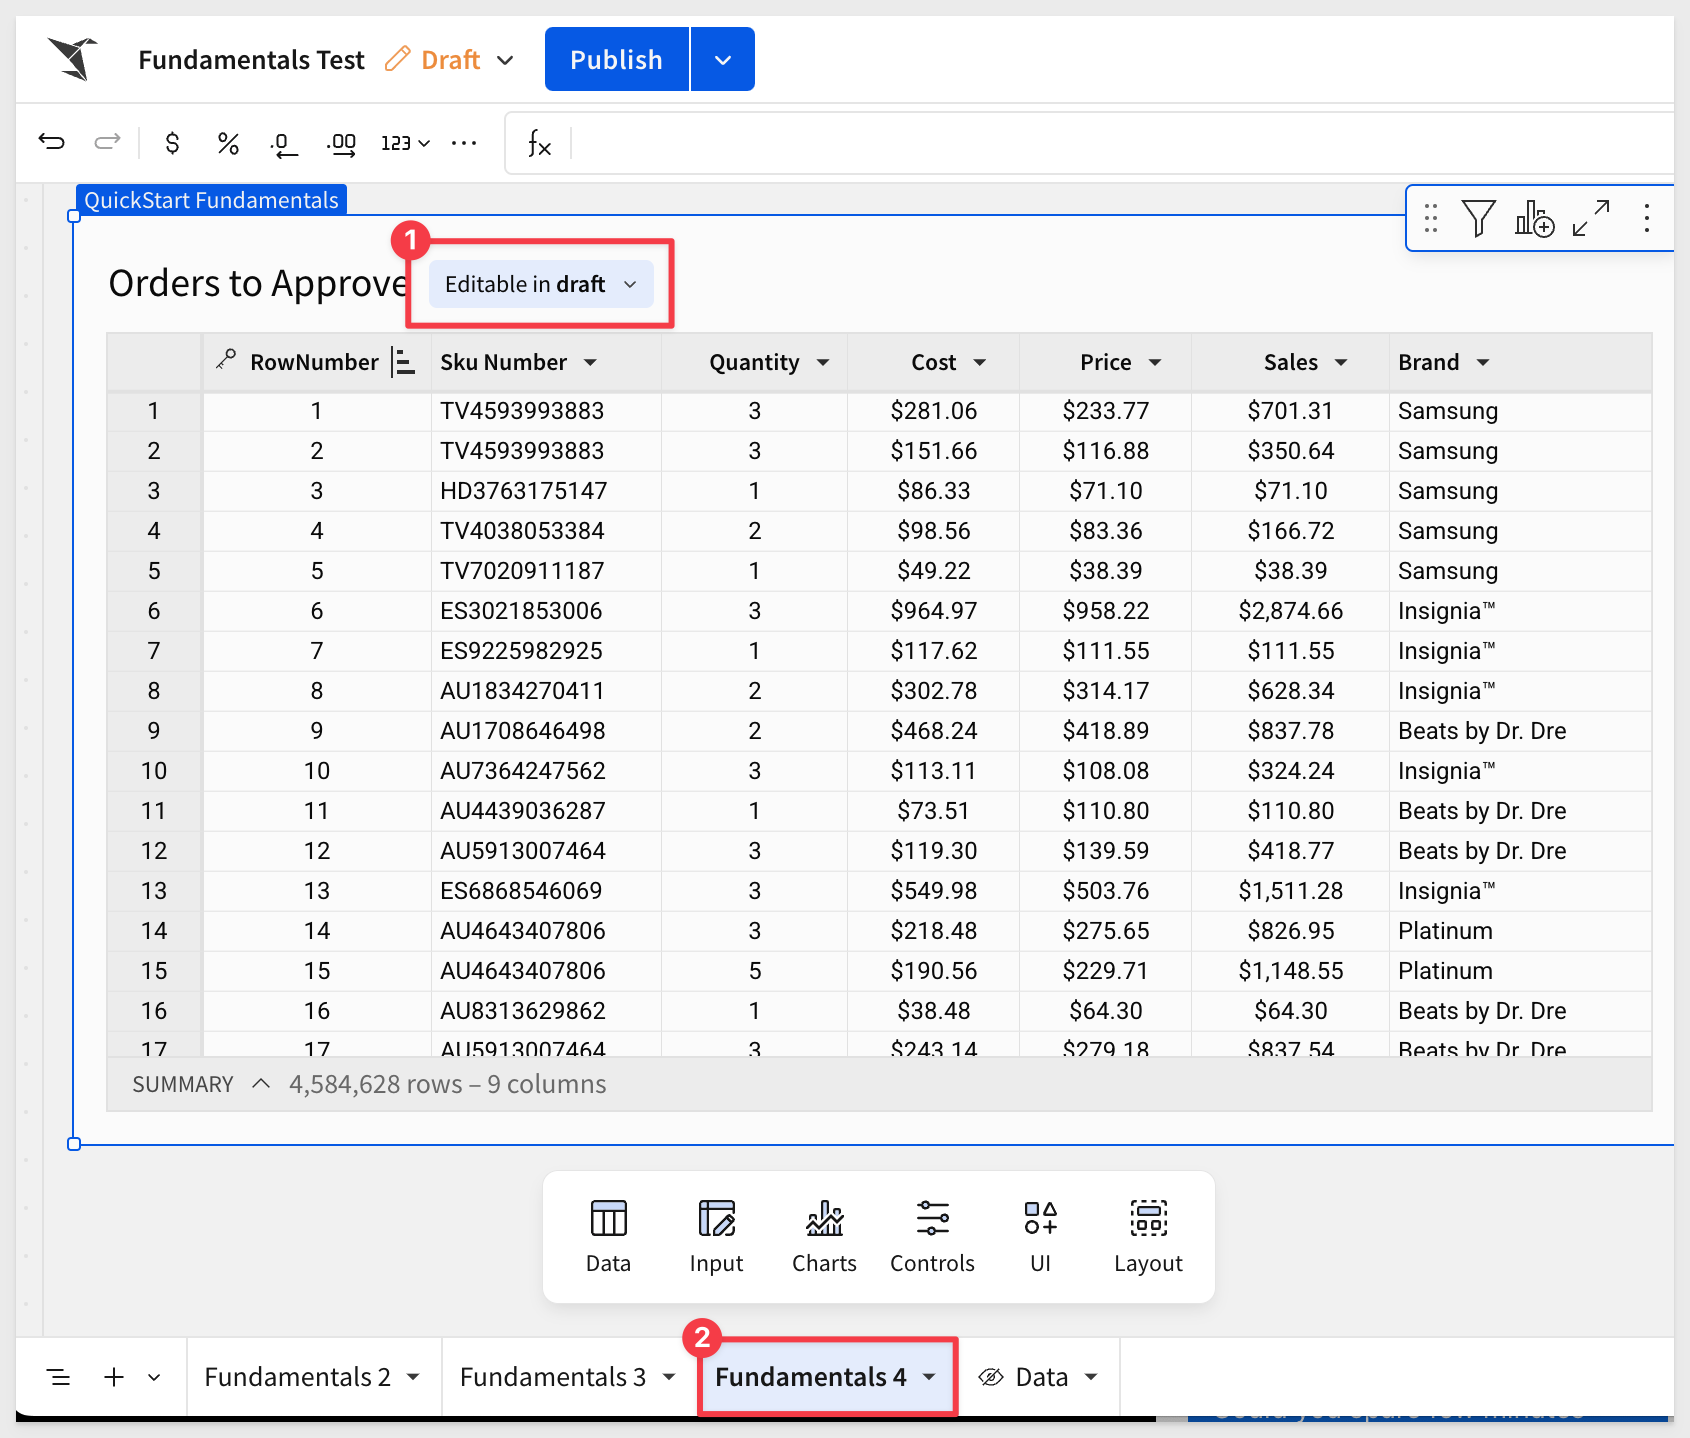 Fundamentals Test Draft Publish
$ % .0 .00 123 ... fx
QuickStart Fundamentals
1
Orders to Approve Editable in draft
RowNumber Sku Number Quantity Cost Price Sales Brand
1 1 TV4593993883 3 $281.06 $233.77 $701.31 Samsung
2 2 TV4593993883 3 $151.66 $116.88 $350.64 Samsung
3 3 HD3763175147 1 $86.33 $71.10 $71.10 Samsung
4 4 TV4038053384 2 $98.56 $83.36 $166.72 Samsung
5 5 TV7020911187 1 $49.22 $38.39 $38.39 Samsung
6 6 ES3021853006 3 $964.97 $958.22 $2,874.66 Insignia™
7 7 ES9225982925 1 $117.62 $111.55 $111.55 Insignia™
8 8 AU1834270411 2 $302.78 $314.17 $628.34 Insignia™
9 9 AU1708646498 2 $468.24 $418.89 $837.78 Beats by Dr. Dre
10 10 AU7364247562 3 $113.11 $108.08 $324.24 Insignia™
11 11 AU4439036287 1 $73.51 $110.80 $110.80 Beats by Dr. Dre
12 12 AU5913007464 3 $119.30 $139.59 $418.77 Beats by Dr. Dre
13 13 ES6868546069 3 $549.98 $503.76 $1,511.28 Insignia™
14 14 AU4643407806 3 $218.48 $275.65 $826.95 Platinum
15 15 AU4643407806 5 $190.56 $229.71 $1,148.55 Platinum
16 16 AU8313629862 1 $38.48 $64.30 $64.30 Beats by Dr. Dre
17 17 AU5913007464 3 $243.14 $279.18 $837.54 Beats by Dr. Dre
SUMMARY 4,584,628 rows – 9 columns
Data Input Charts Controls UI Layout
2
Fundamentals 2 Fundamentals 3 Fundamentals 4 Data